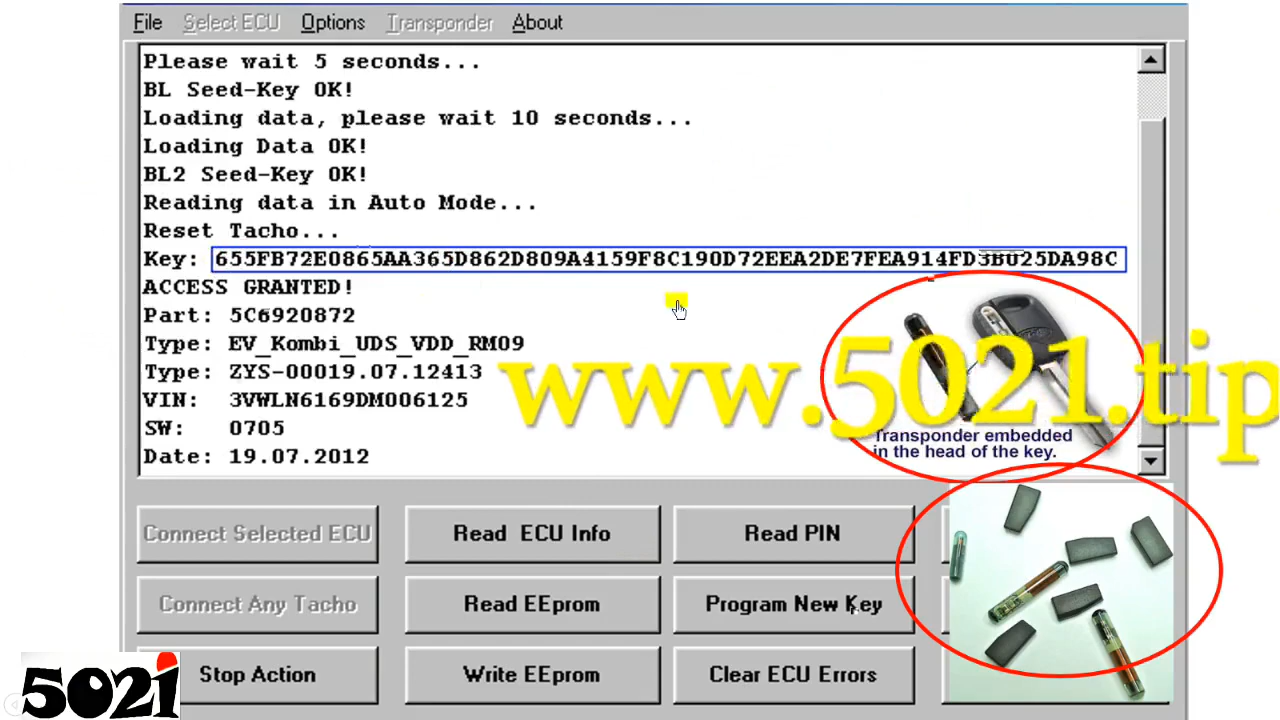 File Select ECU Options Transponder About
Please wait 5 seconds...
BL Seed-Key OK!
Loading data, please wait 10 seconds...
Loading Data OK!
BL2 Seed-Key OK!
Reading data in Auto Mode...
Reset Tacho...
Key: 655FB72E0865AA365D862D809A4159F8C190D72EEA2DE7FEA914FD3B025DA98C
ACCESS GRANTED!
Part: 5C6920872
Type: EV_Kombi_UDS_VDD_RM09
Type: ZYS-00019.07.12413
VIN: 3VWLN6169DM006125
SW: 0705
Date: 19.07.2012
www.5021.tip
Transponder embedded
in the head of the key.
Connect Selected ECU Read ECU Info Read PIN
Connect Any Tacho Read EEprom Program New Key
Stop Action Write EEprom Clear ECU Errors
5021